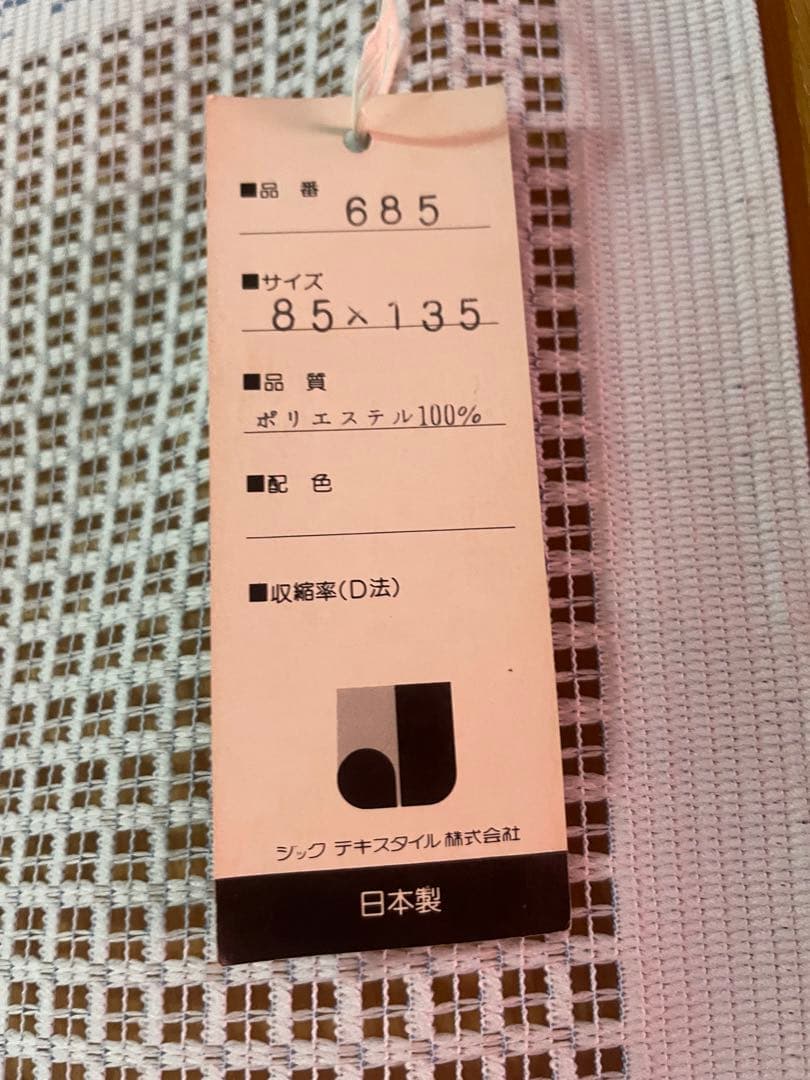 ■品 番
685
■サイズ
85×135
■品 質
ポリエステル100%
■配 色
■収縮率(D法)
ジック テキスタイル株式会社
日本製